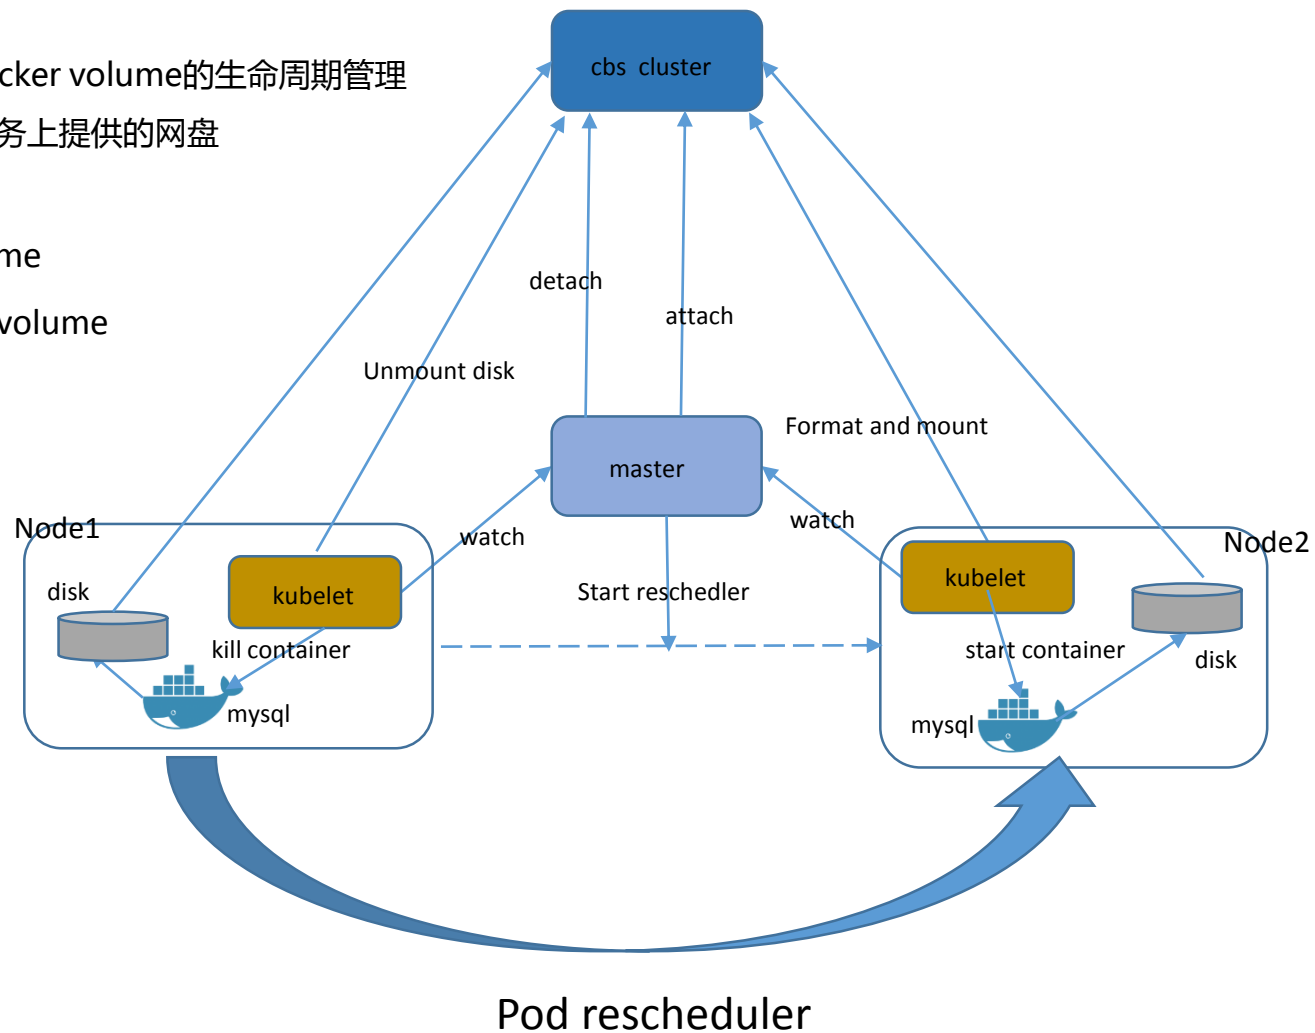 cbs cluster
cker volume的生命周期管理
务上提供的网盘
me
volume
detach
attach
Unmount disk
Format and mount
master
Node1
watch
watch
Node2
disk
kubelet
Start reschedler
kubelet
kill container
start container
disk
mysql
mysql
Pod rescheduler